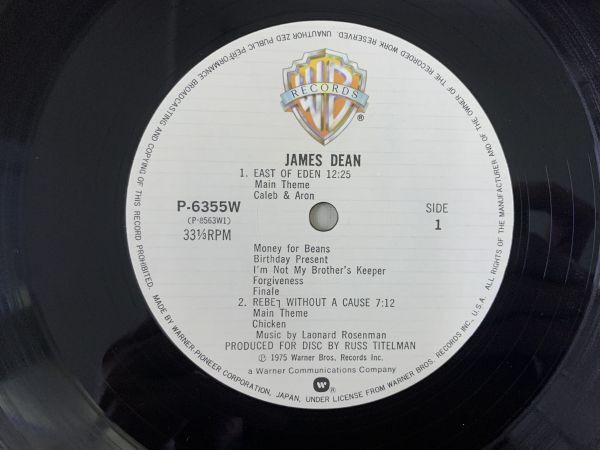 WB
RECORDS
®
JAMES DEAN
1. EAST OF EDEN 12:25
Main Theme
Caleb & Aron
P-6355W
(P-8563W1)
33⅓RPM
SIDE
1
Money for Beans
Birthday Present
I'm Not My Brother's Keeper
Forgiveness
Finale
2. REBEꓶ WITHOUT A CAUSE 7:12
Main Theme
Chicken
Music by Laonard Rosenman
PRODUCED FOR DISC BY RUSS TITELMAN
℗ 1975 Warner Bros. Records Inc.
a Warner Communications Company
®
ALL RIGHTS OF THE MANUFACTURER AND OF THE OWNER OF THE RECORDED WORK RESERVED. UNAUTHORIZED PUBLIC PERFORMANCE BROADCASTING AND COPYING OF THIS RECORD PROHIBITED.
MADE BY WARNER-PIONEER CORPORATION, JAPAN, UNDER LICENSE FROM WARNER BROS. RECORDS INC., U.S.A.